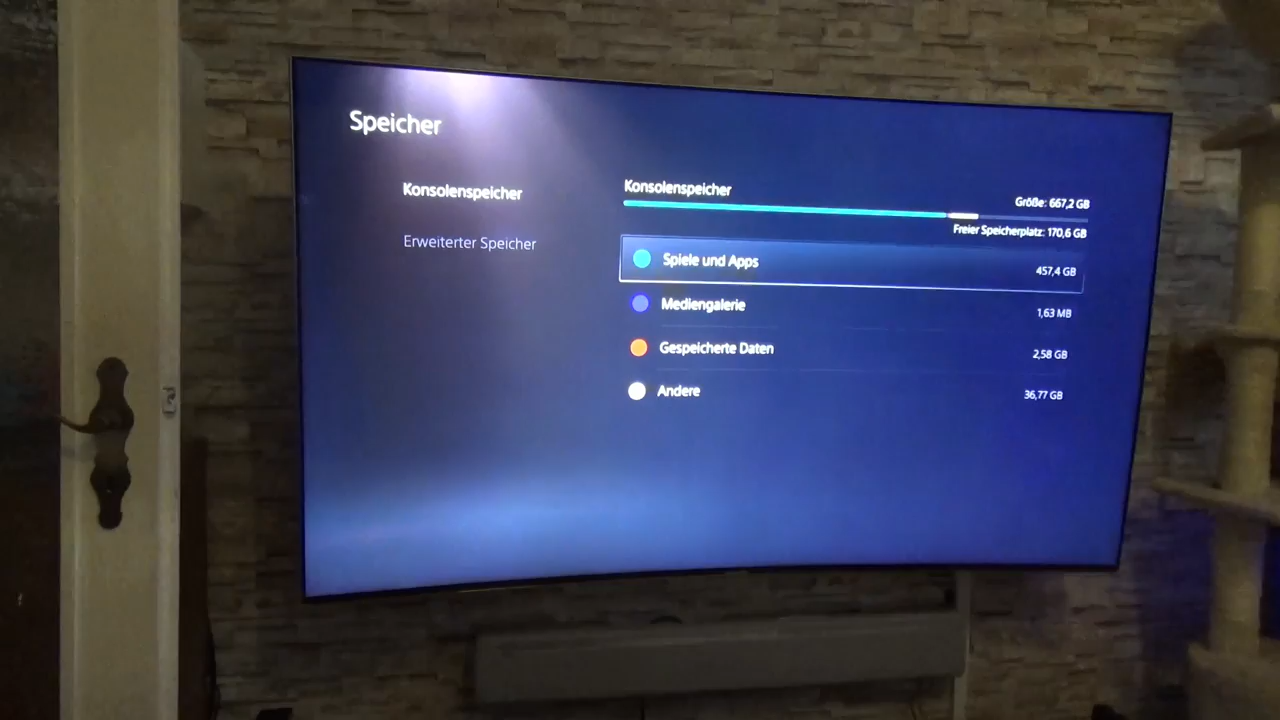 Speicher
Konsolenspeicher
Erweiterter Speicher
Konsolenspeicher
Größe: 667,2 GB
Freier Speicherplatz: 170,6 GB
Spiele und Apps
457,4 GB
Mediengalerie
1,63 MB
Gespeicherte Daten
2,58 GB
Andere
36,77 GB